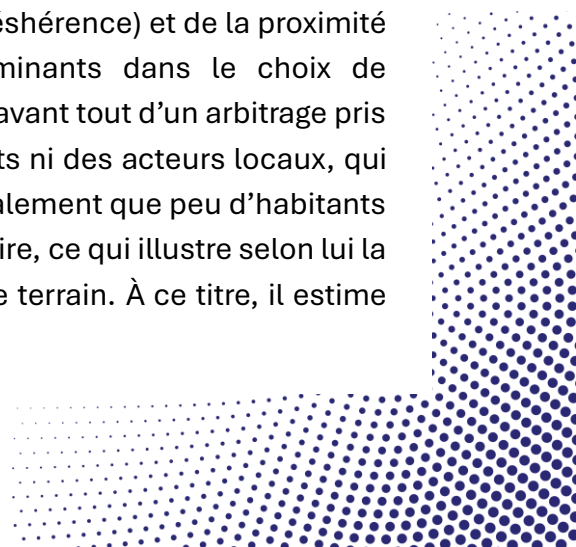 éshérence) et de la proximité
minants dans le choix de
avant tout d’un arbitrage pris
ts ni des acteurs locaux, qui
alement que peu d’habitants
ire, ce qui illustre selon lui la
e terrain. À ce titre, il estime